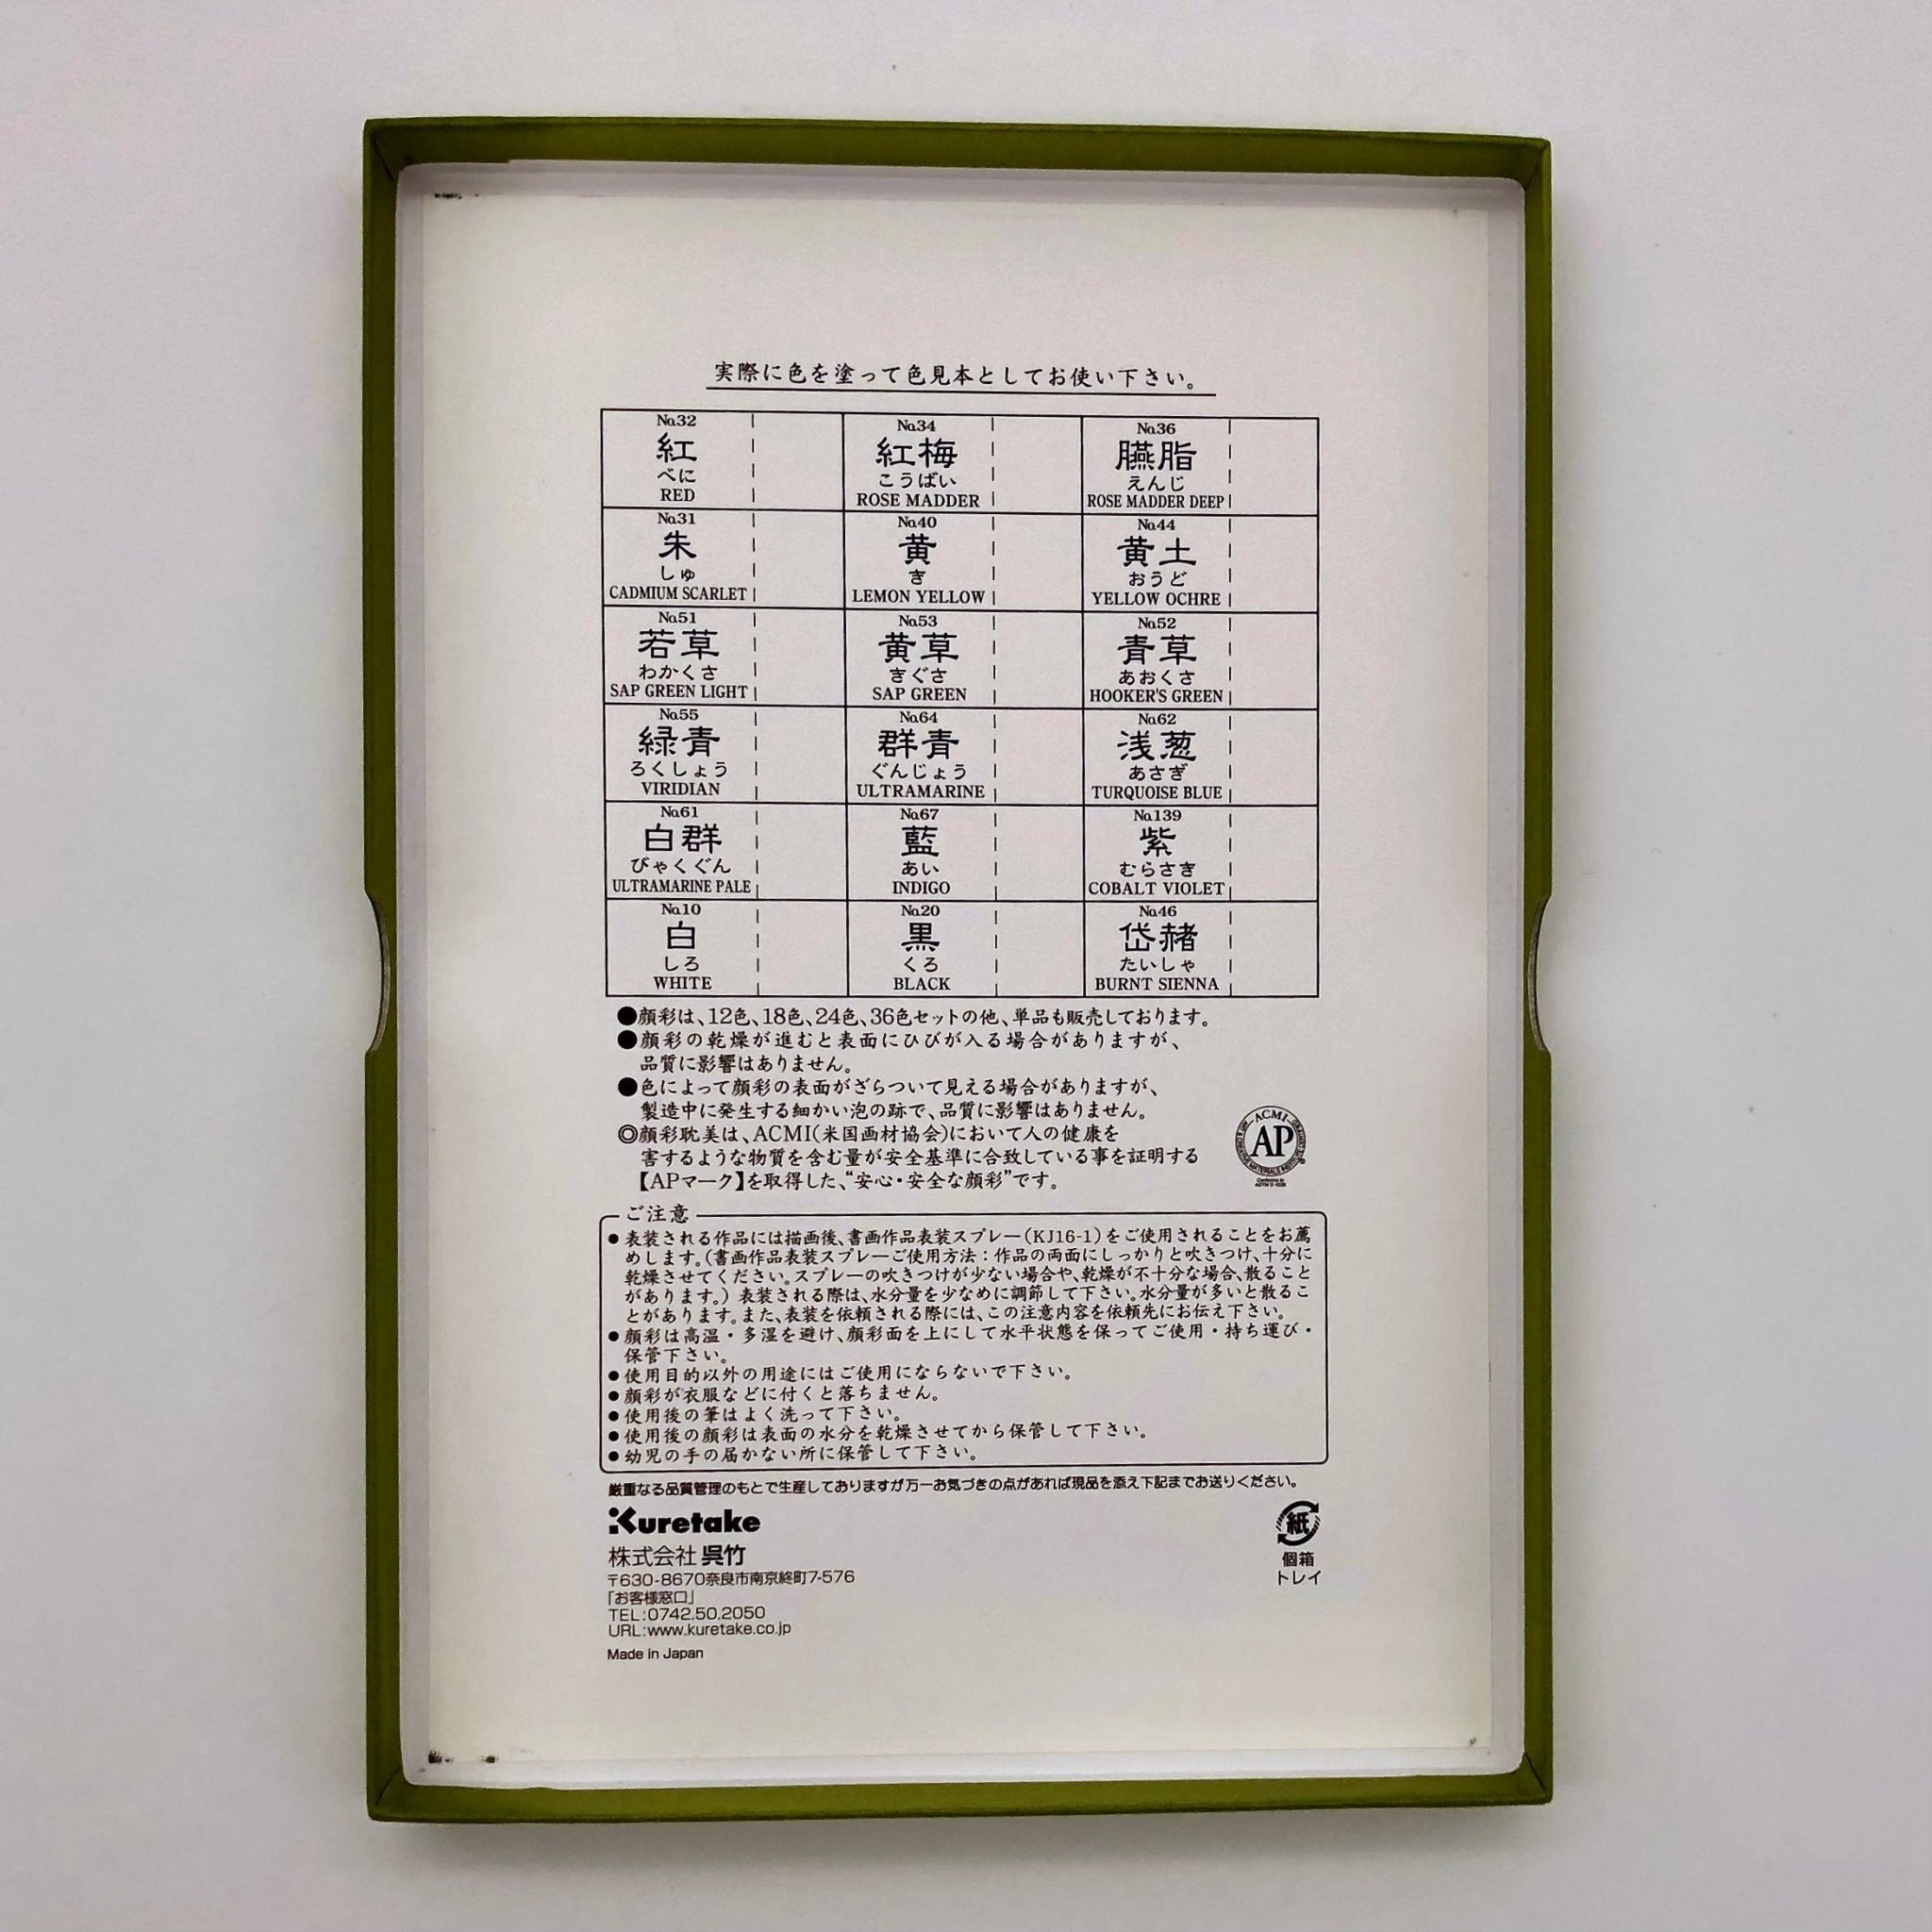 実際に色を塗って色見本としてお使い下さい。
No.32
紅
べに
RED
No.34
紅梅
こうばい
ROSE MADDER
No.36
臙脂
えんじ
ROSE MADDER DEEP
No.31
朱
しゅ
CADMIUM SCARLET
No.40
黄
き
LEMON YELLOW
No.44
黄土
おうど
YELLOW OCHRE
No.51
若草
わかくさ
SAP GREEN LIGHT
No.53
黄草
きぐさ
SAP GREEN
No.52
青草
あおくさ
HOOKER'S GREEN
No.55
緑青
ろくしょう
VIRIDIAN
No.64
群青
ぐんじょう
ULTRAMARINE
No.62
浅葱
あさぎ
TURQUOISE BLUE
No.61
白群
びゃくぐん
ULTRAMARINE PALE
No.67
藍
あい
INDIGO
No.139
紫
むらさき
COBALT VIOLET
No.10
白
しろ
WHITE
No.20
黒
くろ
BLACK
No.46
岱赭
たいしゃ
BURNT SIENNA
●顔彩は、12色、18色、24色、36色セットの他、単品も販売しております。
●顔彩の乾燥が進むと表面にひびが入る場合がありますが、
品質に影響はありません。
●色によって顔彩の表面がざらついて見える場合がありますが、
製造中に発生する細かい泡の跡で、品質に影響はありません。
◎顔彩耽美は、ACMI(米国画材協会)において人の健康を
害するような物質を含む量が安全基準に合致している事を証明する
【APマーク】を取得した、“安心・安全な顔彩”です。
ACMI
AP
ご注意
●表装される作品には描画後、書画作品表装スプレー(KJ16-1)をご使用されることをお薦
めします。(書画作品表装スプレーご使用方法：作品の両面にしっかりと吹きつけ、十分に
乾燥させてください。スプレーの吹きつけが少ない場合や、乾燥が不十分な場合、散ること
があります。) 表装される際は、水分量を少なめに調節して下さい。水分量が多いと散るこ
とがあります。また、表装を依頼される際には、この注意内容を依頼先にお伝え下さい。
●顔彩は高温・多湿を避け、顔彩面を上にして水平状態を保ってご使用・持ち運び・
保管下さい。
●使用目的以外の用途にはご使用にならないで下さい。
●顔彩が衣服などに付くと落ちません。
●使用後の筆はよく洗って下さい。
●使用後の顔彩は表面の水分を乾燥させてから保管して下さい。
●幼児の手の届かない所に保管して下さい。
厳重なる品質管理のもとで生産しておりますが万一お気づきの点があれば現品を添え下記までお送りください。
Kuretake
株式会社 呉竹
〒630-8670奈良市南京終町7-576
「お客様窓口」
TEL:0742.50.2050
URL:www.kuretake.co.jp
Made in Japan
紙
個箱
トレイ